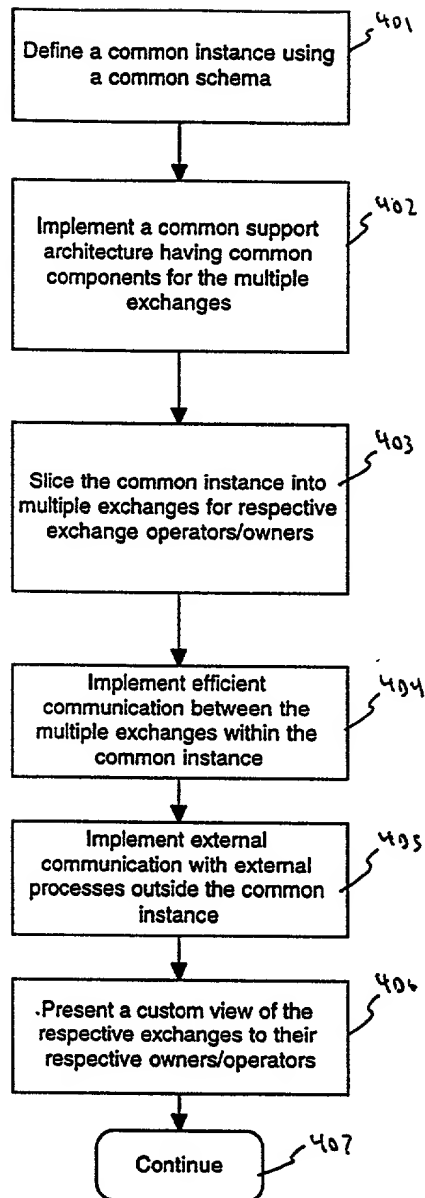 401
Define a common instance using
a common schema
402
Implement a common support
architecture having common
components for the multiple
exchanges
403
Slice the common instance into
multiple exchanges for respective
exchange operators/owners
404
Implement efficient
communication between the
multiple exchanges within the
common instance
405
Implement external
communication with external
processes outside the common
instance
406
Present a custom view of the
respective exchanges to their
respective owners/operators
407
Continue